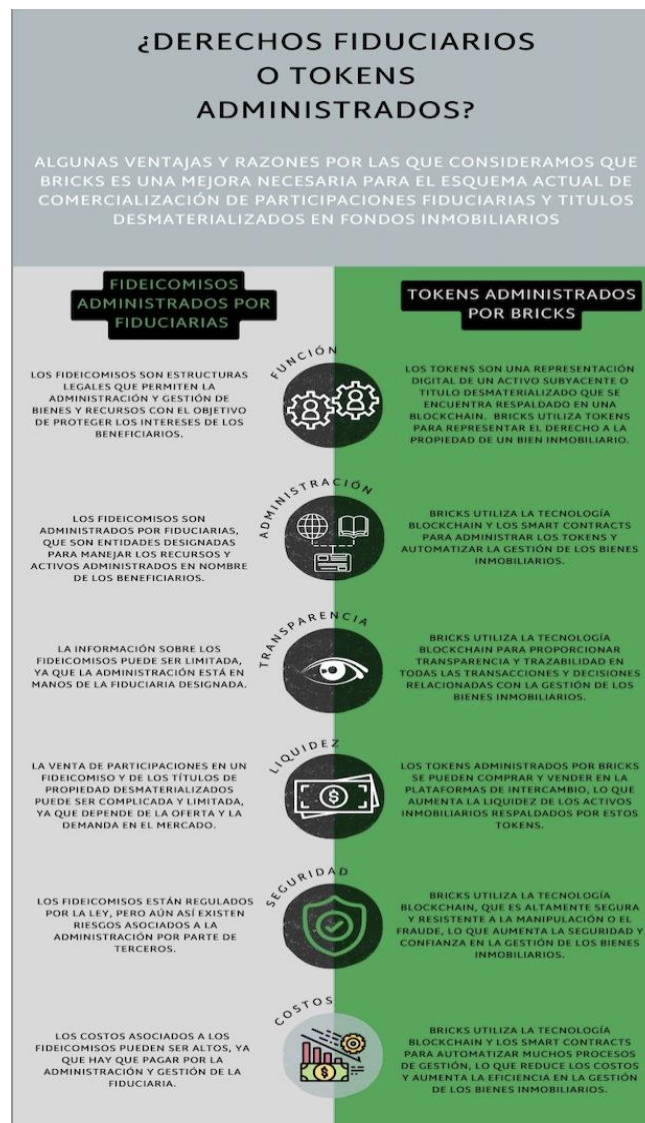 ¿DERECHOS FIDUCIARIOS
O TOKENS
ADMINISTRADOS?
ALGUNAS VENTAJAS Y RAZONES POR LAS QUE CONSIDERAMOS QUE
BRICKS ES UNA MEJORA NECESARIA PARA EL ESQUEMA ACTUAL DE
COMERCIALIZACIÓN DE PARTICIPACIONES FIDUCIARIAS Y TITULOS
DESMATERIALIZADOS EN FONDOS INMOBILIARIOS
FIDEICOMISOS
ADMINISTRADOS POR
FIDUCIARIAS
TOKENS ADMINISTRADOS
POR BRICKS
FUNCIÓN
LOS FIDEICOMISOS SON ESTRUCTURAS
LEGALES QUE PERMITEN LA
ADMINISTRACIÓN Y GESTIÓN DE
BIENES Y RECURSOS CON EL OBJETIVO
DE PROTEGER LOS INTERESES DE LOS
BENEFICIARIOS.
LOS TOKENS SON UNA REPRESENTACIÓN
DIGITAL DE UN ACTIVO SUBYACENTE O
TITULO DESMATERIALIZADO QUE SE
ENCUENTRA RESPALDADO EN UNA
BLOCKCHAIN. BRICKS UTILIZA TOKENS
PARA REPRESENTAR EL DERECHO A LA
PROPIEDAD DE UN BIEN INMOBILIARIO.
ADMINISTRACIÓN
LOS FIDEICOMISOS SON
ADMINISTRADOS POR FIDUCIARIAS,
QUE SON ENTIDADES DESIGNADAS
PARA MANEJAR LOS RECURSOS Y
ACTIVOS ADMINISTRADOS EN NOMBRE
DE LOS BENEFICIARIOS.
BRICKS UTILIZA LA TECNOLOGÍA
BLOCKCHAIN Y LOS SMART CONTRACTS
PARA ADMINISTRAR LOS TOKENS Y
AUTOMATIZAR LA GESTIÓN DE LOS BIENES
INMOBILIARIOS.
TRANSPARENCIA
LA INFORMACIÓN SOBRE LOS
FIDEICOMISOS PUEDE SER LIMITADA,
YA QUE LA ADMINISTRACIÓN ESTÁ EN
MANOS DE LA FIDUCIARIA DESIGNADA.
BRICKS UTILIZA LA TECNOLOGÍA
BLOCKCHAIN PARA PROPORCIONAR
TRANSPARENCIA Y TRAZABILIDAD EN
TODAS LAS TRANSACCIONES Y DECISIONES
RELACIONADAS CON LA GESTIÓN DE LOS
BIENES INMOBILIARIOS.
LIQUIDEZ
LA VENTA DE PARTICIPACIONES EN UN
FIDEICOMISO Y DE LOS TÍTULOS DE
PROPIEDAD DESMATERIALIZADOS
PUEDE SER COMPLICADA Y LIMITADA,
YA QUE DEPENDE DE LA OFERTA Y LA
DEMANDA EN EL MERCADO.
LOS TOKENS ADMINISTRADOS POR BRICKS
SE PUEDEN COMPRAR Y VENDER EN LA
PLATAFORMAS DE INTERCAMBIO, LO QUE
AUMENTA LA LIQUIDEZ DE LOS ACTIVOS
INMOBILIARIOS RESPALDADOS POR ESTOS
TOKENS.
SEGURIDAD
LOS FIDEICOMISOS ESTÁN REGULADOS
POR LA LEY, PERO AÚN ASÍ EXISTEN
RIESGOS ASOCIADOS A LA
ADMINISTRACIÓN POR PARTE DE
TERCEROS.
BRICKS UTILIZA LA TECNOLOGÍA
BLOCKCHAIN, QUE ES ALTAMENTE SEGURA
Y RESISTENTE A LA MANIPULACIÓN O EL
FRAUDE, LO QUE AUMENTA LA SEGURIDAD Y
CONFIANZA EN LA GESTIÓN DE LOS BIENES
INMOBILIARIOS.
COSTOS
LOS COSTOS ASOCIADOS A LOS
FIDEICOMISOS PUEDEN SER ALTOS, YA
QUE HAY QUE PAGAR POR LA
ADMINISTRACIÓN Y GESTIÓN DE LA
FIDUCIARIA.
BRICKS UTILIZA LA TECNOLOGÍA
BLOCKCHAIN Y LOS SMART CONTRACTS
PARA AUTOMATIZAR MUCHOS PROCESOS
DE GESTIÓN, LO QUE REDUCE LOS COSTOS
Y AUMENTA LA EFICIENCIA EN LA GESTIÓN
DE LOS BIENES INMOBILIARIOS.